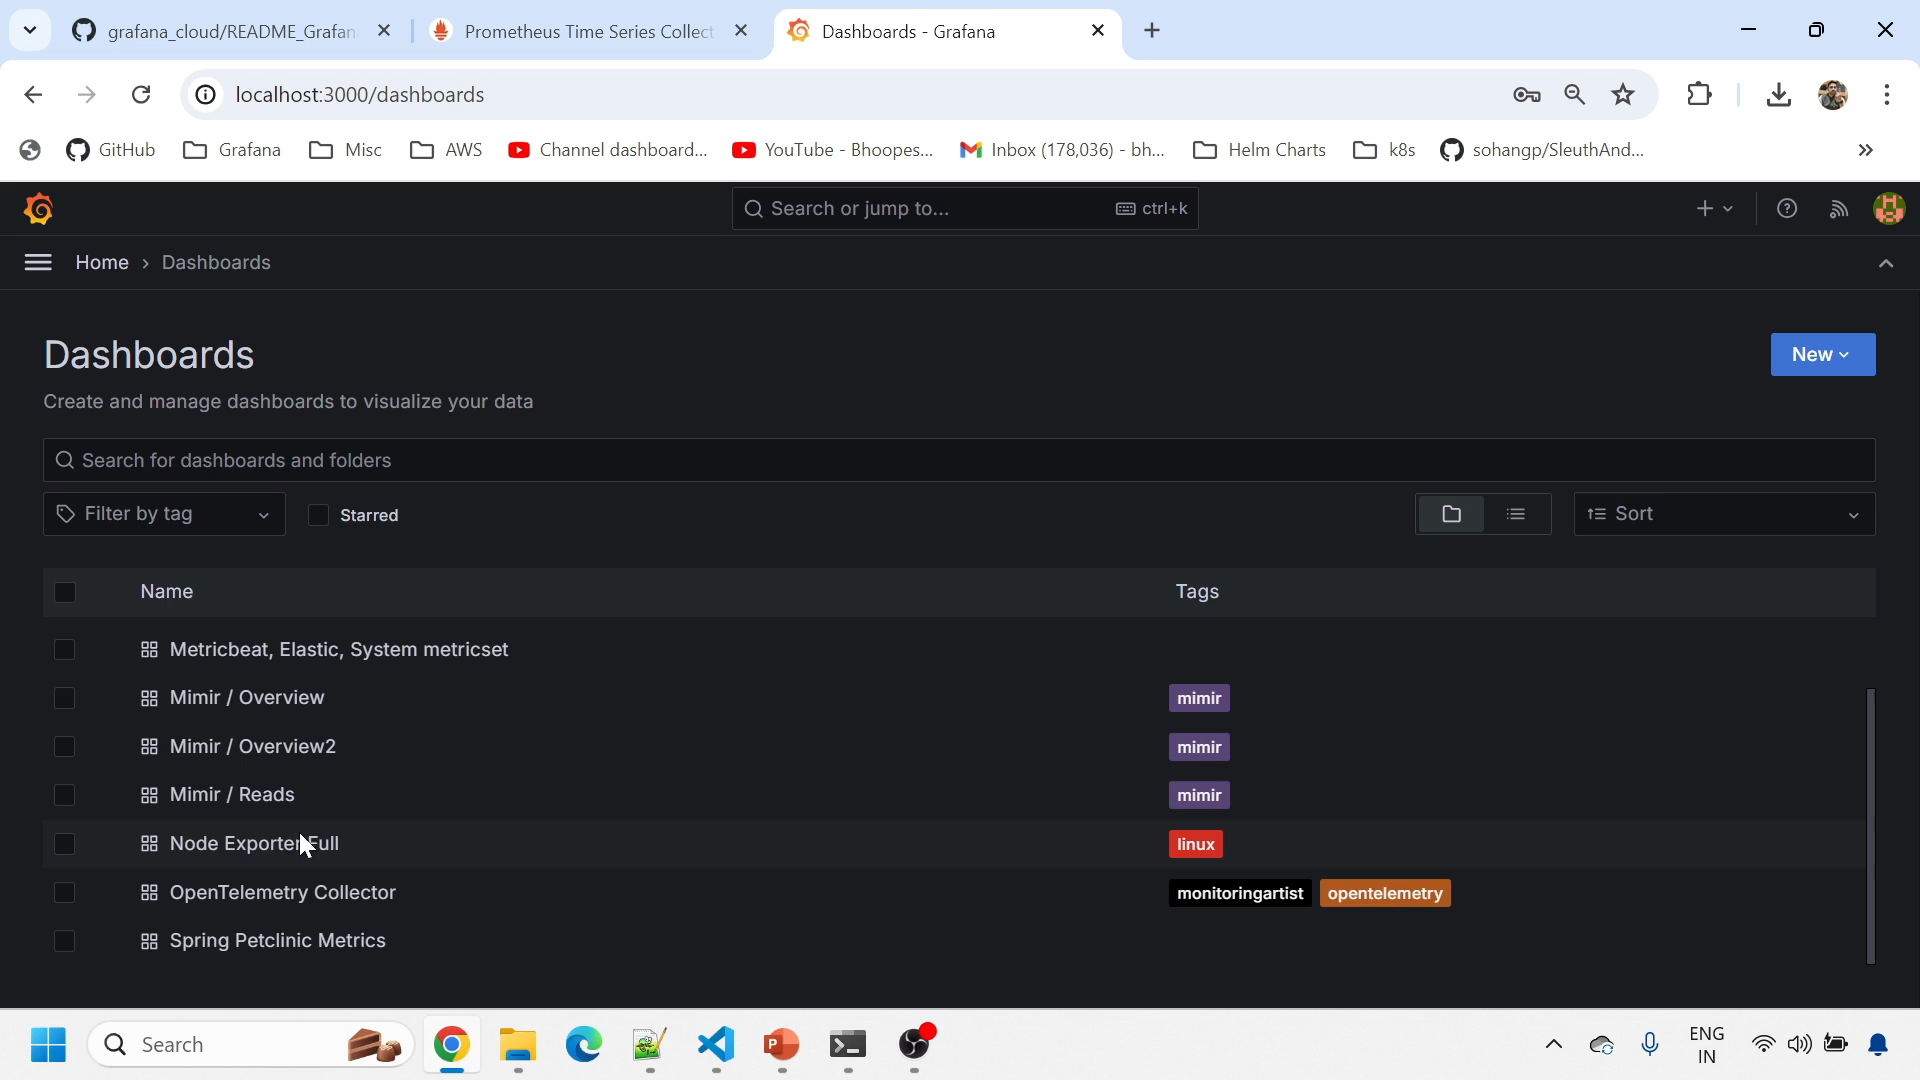 grafana_cloud/README_Grafan
Prometheus Time Series Collect
Dashboards - Grafana
localhost:3000/dashboards
GitHub
Grafana
Misc
AWS
Channel dashboard...
YouTube - Bhoopes...
Inbox (178,036) - bh...
Helm Charts
k8s
sohangp/SleuthAnd...
Search or jump to...
ctrl+k
Home › Dashboards
Dashboards
New
Create and manage dashboards to visualize your data
Search for dashboards and folders
Filter by tag
Starred
Sort
Name
Tags
Metricbeat, Elastic, System metricset
Mimir / Overview
mimir
Mimir / Overview2
mimir
Mimir / Reads
mimir
Node Exporter Full
linux
OpenTelemetry Collector
monitoringartist
opentelemetry
Spring Petclinic Metrics
Search
ENG
IN